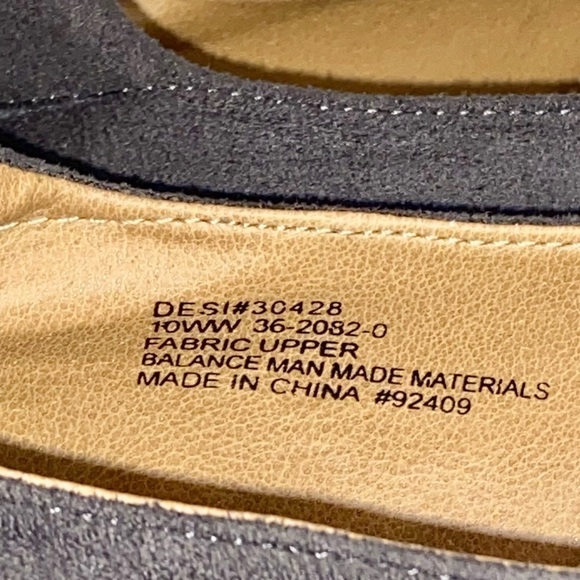 DESI#30428
10WW 36-2082-0
FABRIC UPPER
BALANCE MAN MADE MATERIALS
MADE IN CHINA #92409